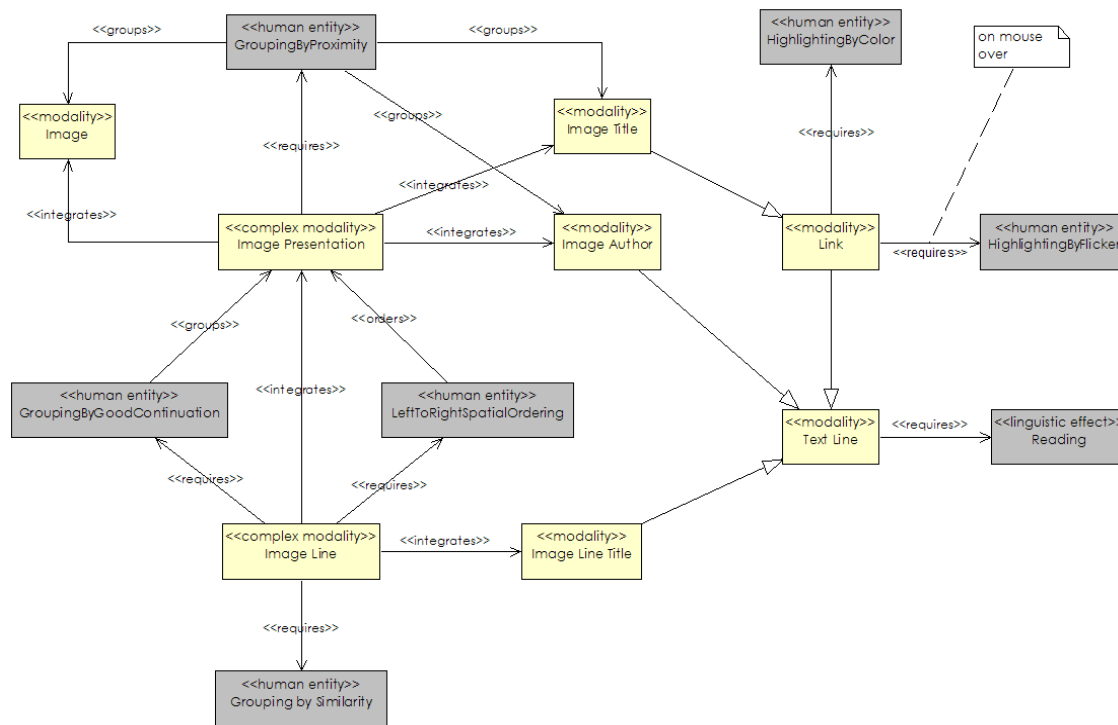 <<human entity>>
GroupingByProximity
<<human entity>>
HighlightingByColor
on mouse
over
<<groups>>
<<groups>>
<<modality>>
Image
<<groups>>
<<modality>>
Image Title
<<requires>>
<<requires>>
<<integrates>>
<<integrates>>
<<complex modality>>
Image Presentation
<<integrates>>
<<modality>>
Image Author
<<modality>>
Link
<<requires>>
<<human entity>>
HighlightingByFlicker
<<groups>>
<<orders>>
<<human entity>>
GroupingByGoodContinuation
<<integrates>>
<<human entity>>
LeftToRightSpatialOrdering
<<modality>>
Text Line
<<requires>>
<<linguistic effect>>
Reading
<<requires>>
<<requires>>
<<complex modality>>
Image Line
<<integrates>>
<<modality>>
Image Line Title
<<requires>>
<<human entity>>
Grouping by Similarity